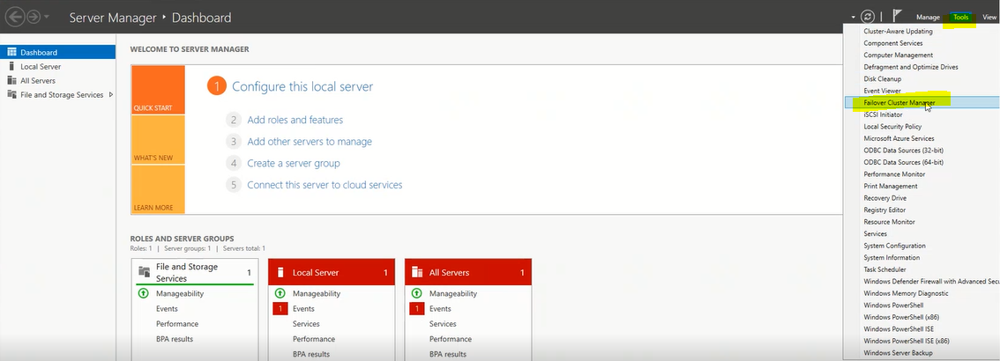 Server Manager ‣ Dashboard
Manage Tools View
Dashboard
Local Server
All Servers
File and Storage Services
WELCOME TO SERVER MANAGER
QUICK START
WHAT'S NEW
LEARN MORE
1 Configure this local server
2 Add roles and features
3 Add other servers to manage
4 Create a server group
5 Connect this server to cloud services
ROLES AND SERVER GROUPS
Roles: 1 | Server groups: 1 | Servers total: 1
File and Storage Services 1
Manageability
Events
Performance
BPA results
Local Server 1
Manageability
1 Events
Services
Performance
BPA results
All Servers 1
Manageability
1 Events
Services
Performance
BPA results
Cluster-Aware Updating
Component Services
Computer Management
Defragment and Optimize Drives
Disk Cleanup
Event Viewer
Failover Cluster Manager
iSCSI Initiator
Local Security Policy
Microsoft Azure Services
ODBC Data Sources (32-bit)
ODBC Data Sources (64-bit)
Performance Monitor
Print Management
Recovery Drive
Registry Editor
Resource Monitor
Services
System Configuration
System Information
Task Scheduler
Windows Defender Firewall with Advanced Secu
Windows Memory Diagnostic
Windows PowerShell
Windows PowerShell (x86)
Windows PowerShell ISE
Windows PowerShell ISE (x86)
Windows Server Backup